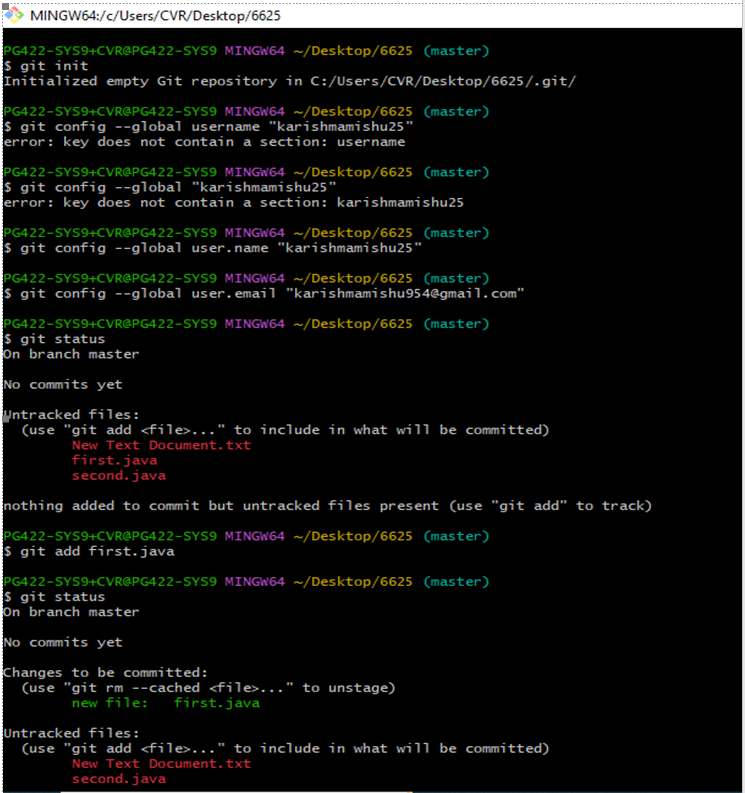 MINGW64:/c/Users/CVR/Desktop/6625
PG422-SYS9+CVR@PG422-SYS9 MINGW64 ~/Desktop/6625 (master)
$ git init
Initialized empty Git repository in C:/Users/CVR/Desktop/6625/.git/
PG422-SYS9+CVR@PG422-SYS9 MINGW64 ~/Desktop/6625 (master)
$ git config --global username "karishmamishu25"
error: key does not contain a section: username
PG422-SYS9+CVR@PG422-SYS9 MINGW64 ~/Desktop/6625 (master)
$ git config --global "karishmamishu25"
error: key does not contain a section: karishmamishu25
PG422-SYS9+CVR@PG422-SYS9 MINGW64 ~/Desktop/6625 (master)
$ git config --global user.name "karishmamishu25"
PG422-SYS9+CVR@PG422-SYS9 MINGW64 ~/Desktop/6625 (master)
$ git config --global user.email "karishmamishu954@gmail.com"
PG422-SYS9+CVR@PG422-SYS9 MINGW64 ~/Desktop/6625 (master)
$ git status
On branch master
No commits yet
Untracked files:
(use "git add <file>..." to include in what will be committed)
New Text Document.txt
first.java
second.java
nothing added to commit but untracked files present (use "git add" to track)
PG422-SYS9+CVR@PG422-SYS9 MINGW64 ~/Desktop/6625 (master)
$ git add first.java
PG422-SYS9+CVR@PG422-SYS9 MINGW64 ~/Desktop/6625 (master)
$ git status
On branch master
No commits yet
Changes to be committed:
(use "git rm --cached <file>..." to unstage)
new file: first.java
Untracked files:
(use "git add <file>..." to include in what will be committed)
New Text Document.txt
second.java